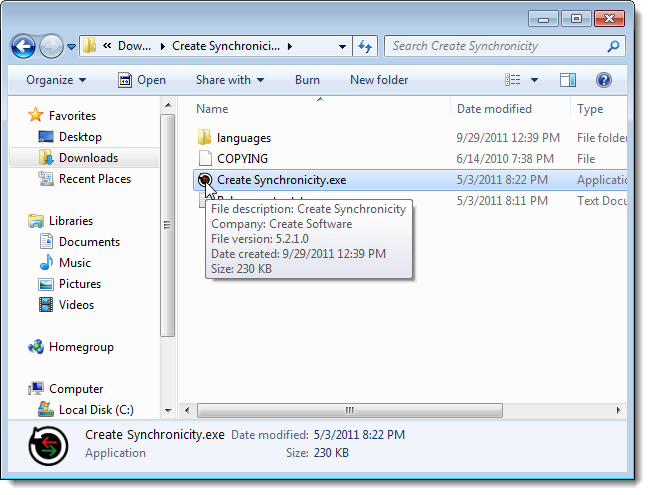 « Dow... Create Synchronici... Search Create Synchronicity
Organize Open Share with Burn New folder
Favorites
Desktop
Downloads
Recent Places
Libraries
Documents
Music
Pictures
Videos
Homegroup
Computer
Local Disk (C:)
Name Date modified Type
languages 9/29/2011 12:39 PM File folder
COPYING 6/14/2010 7:38 PM File
Create Synchronicity.exe 5/3/2011 8:22 PM Applicatio
5/3/2011 8:11 PM Text Docu
File description: Create Synchronicity
Company: Create Software
File version: 5.2.1.0
Date created: 9/29/2011 12:39 PM
Size: 230 KB
Create Synchronicity.exe Date modified: 5/3/2011 8:22 PM
Application Size: 230 KB